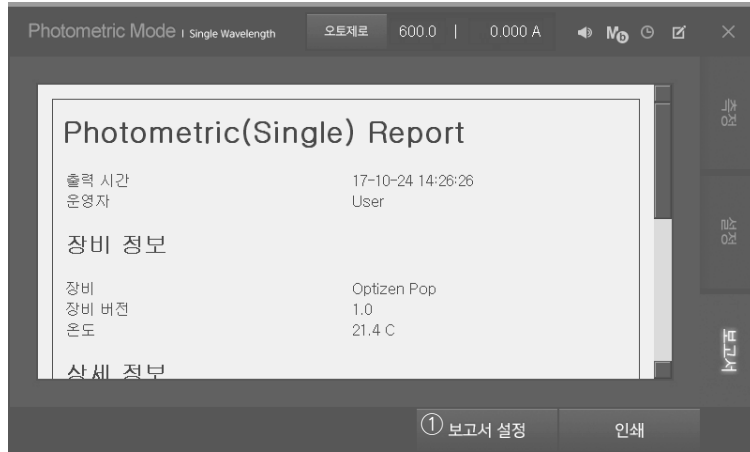 Photometric Mode | Single Wavelength 오토제로 600.0 | 0.000 A
측정
설정
보고서
Photometric(Single) Report
출력 시간 17-10-24 14:26:26
운영자 User
장비 정보
장비 Optizen Pop
장비 버전 1.0
온도 21.4 C
상세 정보
① 보고서 설정 인쇄